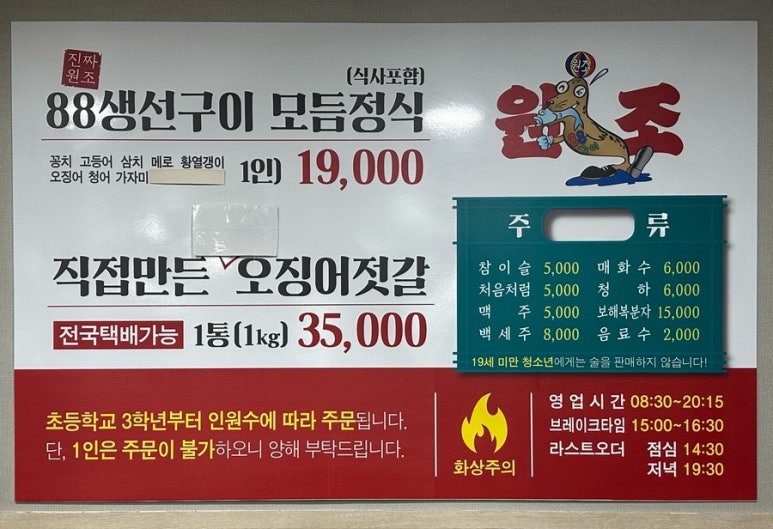 진짜
원조
(식사포함)
88생선구이 모듬정식
꽁치 고등어 삼치 메로 황열갱이
오징어 청어 가자미
1인) 19,000
직접만든 오징어젓갈
전국택배가능 1통(1kg) 35,000
원조
원조
88
주류
참이슬 5,000 매화수 6,000
처음처럼 5,000 청하 6,000
맥주 5,000 보해복분자 15,000
백세주 8,000 음료수 2,000
19세 미만 청소년에게는 술을 판매하지 않습니다!
초등학교 3학년부터 인원수에 따라 주문됩니다.
단, 1인은 주문이 불가하오니 양해 부탁드립니다.
화상주의
영업시간 08:30~20:15
브레이크타임 15:00~16:30
라스트오더 점심 14:30
저녁 19:30